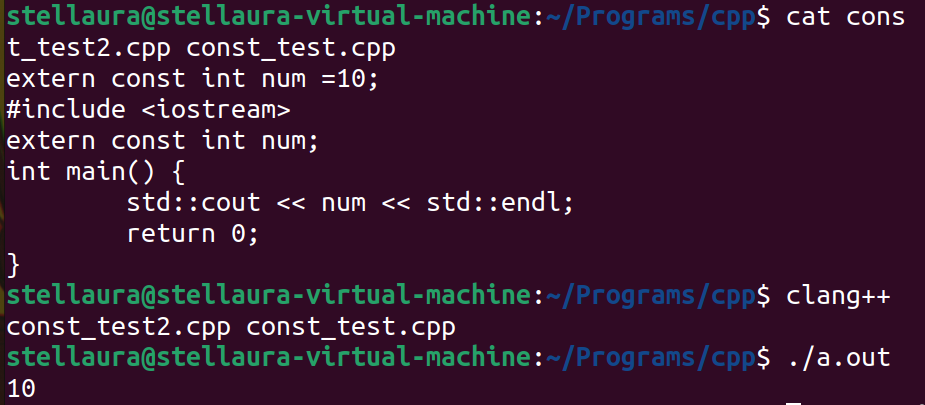 stellaura@stellaura-virtual-machine:~/Programs/cpp$ cat cons
t_test2.cpp const_test.cpp
extern const int num =10;
#include <iostream>
extern const int num;
int main() {
        std::cout << num << std::endl;
        return 0;
}
stellaura@stellaura-virtual-machine:~/Programs/cpp$ clang++
const_test2.cpp const_test.cpp
stellaura@stellaura-virtual-machine:~/Programs/cpp$ ./a.out
10